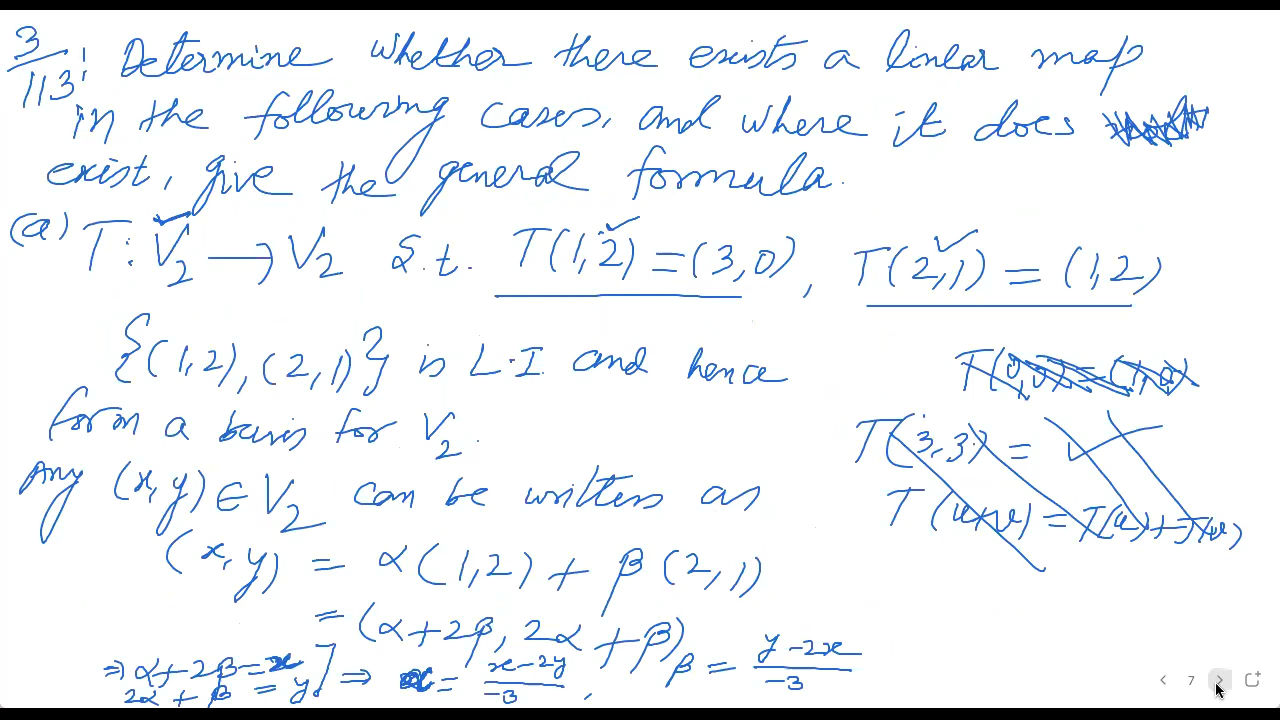 3/113: Determine whether there exists a linear map
in the following cases, and where it does
exist, give the general formula.
(a) T: V₂ → V₂ S.t. T(1,2) = (3,0), T(2,1) = (1,2)
{(1,2), (2,1)} is L.I and hence
form a basis for V₂.
Any (x,y) ∈ V₂ can be written as
(x,y) = α(1,2) + β(2,1)
= (α+2β, 2α+β)
⇒ α+2β = x
2α+β = y] ⇒ α = (x-2y)/-3, β = (y-2x)/-3
T(3,3) =
T(u+v) = T(u)+T(v)
7